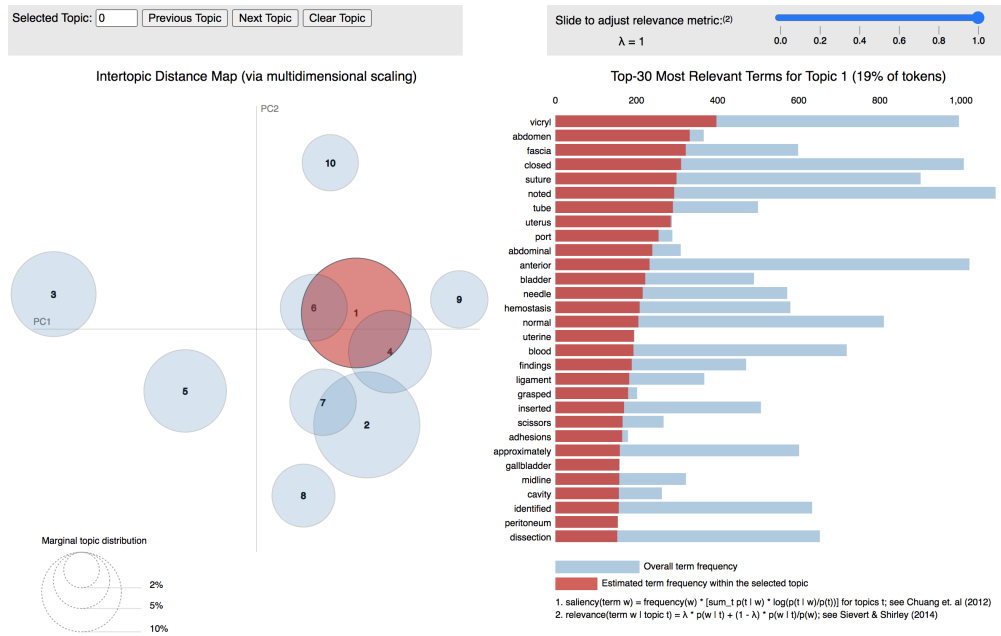 Selected Topic: 0 Previous Topic Next Topic Clear Topic
Slide to adjust relevance metric:(2)
λ = 1
0.0 0.2 0.4 0.6 0.8 1.0
Intertopic Distance Map (via multidimensional scaling)
PC2
PC1
10
3
6
1
9
4
5
7
2
8
Marginal topic distribution
2%
5%
10%
Top-30 Most Relevant Terms for Topic 1 (19% of tokens)
0 200 400 600 800 1,000
vicryl
abdomen
fascia
closed
suture
noted
tube
uterus
port
abdominal
anterior
bladder
needle
hemostasis
normal
uterine
blood
findings
ligament
grasped
inserted
scissors
adhesions
approximately
gallbladder
midline
cavity
identified
peritoneum
dissection
Overall term frequency
Estimated term frequency within the selected topic
1. saliency(term w) = frequency(w) * [sum_t p(t | w) * log(p(t | w)/p(t))] for topics t; see Chuang et. al (2012)
2. relevance(term w | topic t) = λ * p(w | t) + (1 - λ) * p(w | t)/p(w); see Sievert & Shirley (2014)